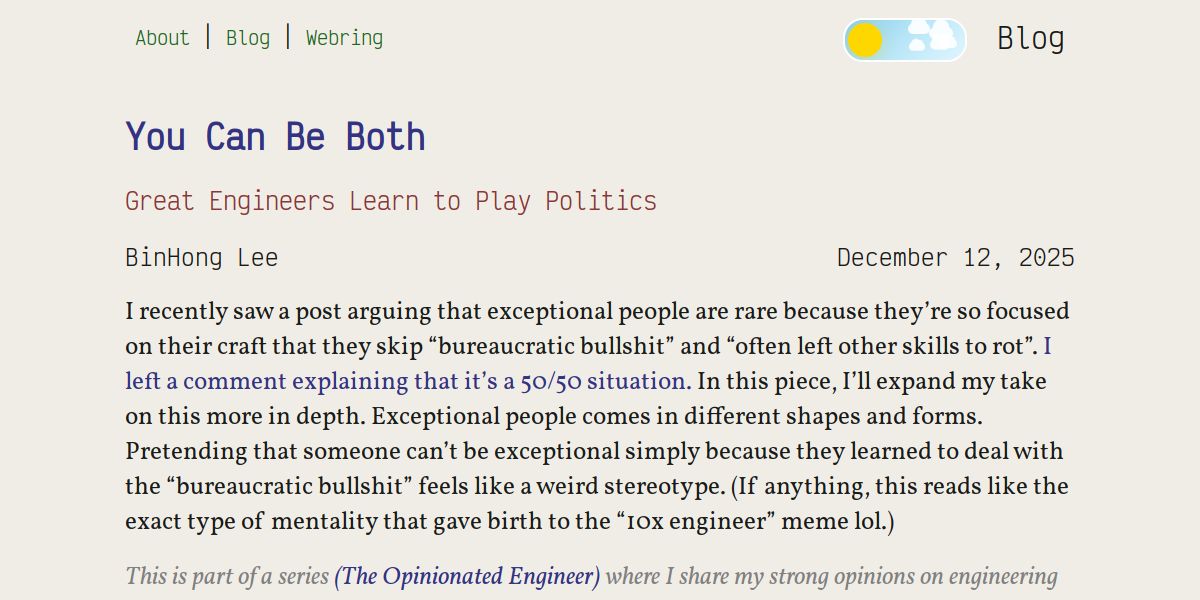 About | Blog | Webring
Blog
You Can Be Both
Great Engineers Learn to Play Politics
BinHong Lee
December 12, 2025
I recently saw a post arguing that exceptional people are rare because they’re so focused
on their craft that they skip “bureaucratic bullshit” and “often left other skills to rot”. I
left a comment explaining that it’s a 50/50 situation. In this piece, I’ll expand my take
on this more in depth. Exceptional people comes in different shapes and forms.
Pretending that someone can’t be exceptional simply because they learned to deal with
the “bureaucratic bullshit” feels like a weird stereotype. (If anything, this reads like the
exact type of mentality that gave birth to the “10x engineer” meme lol.)
This is part of a series (The Opinionated Engineer) where I share my strong opinions on engineering